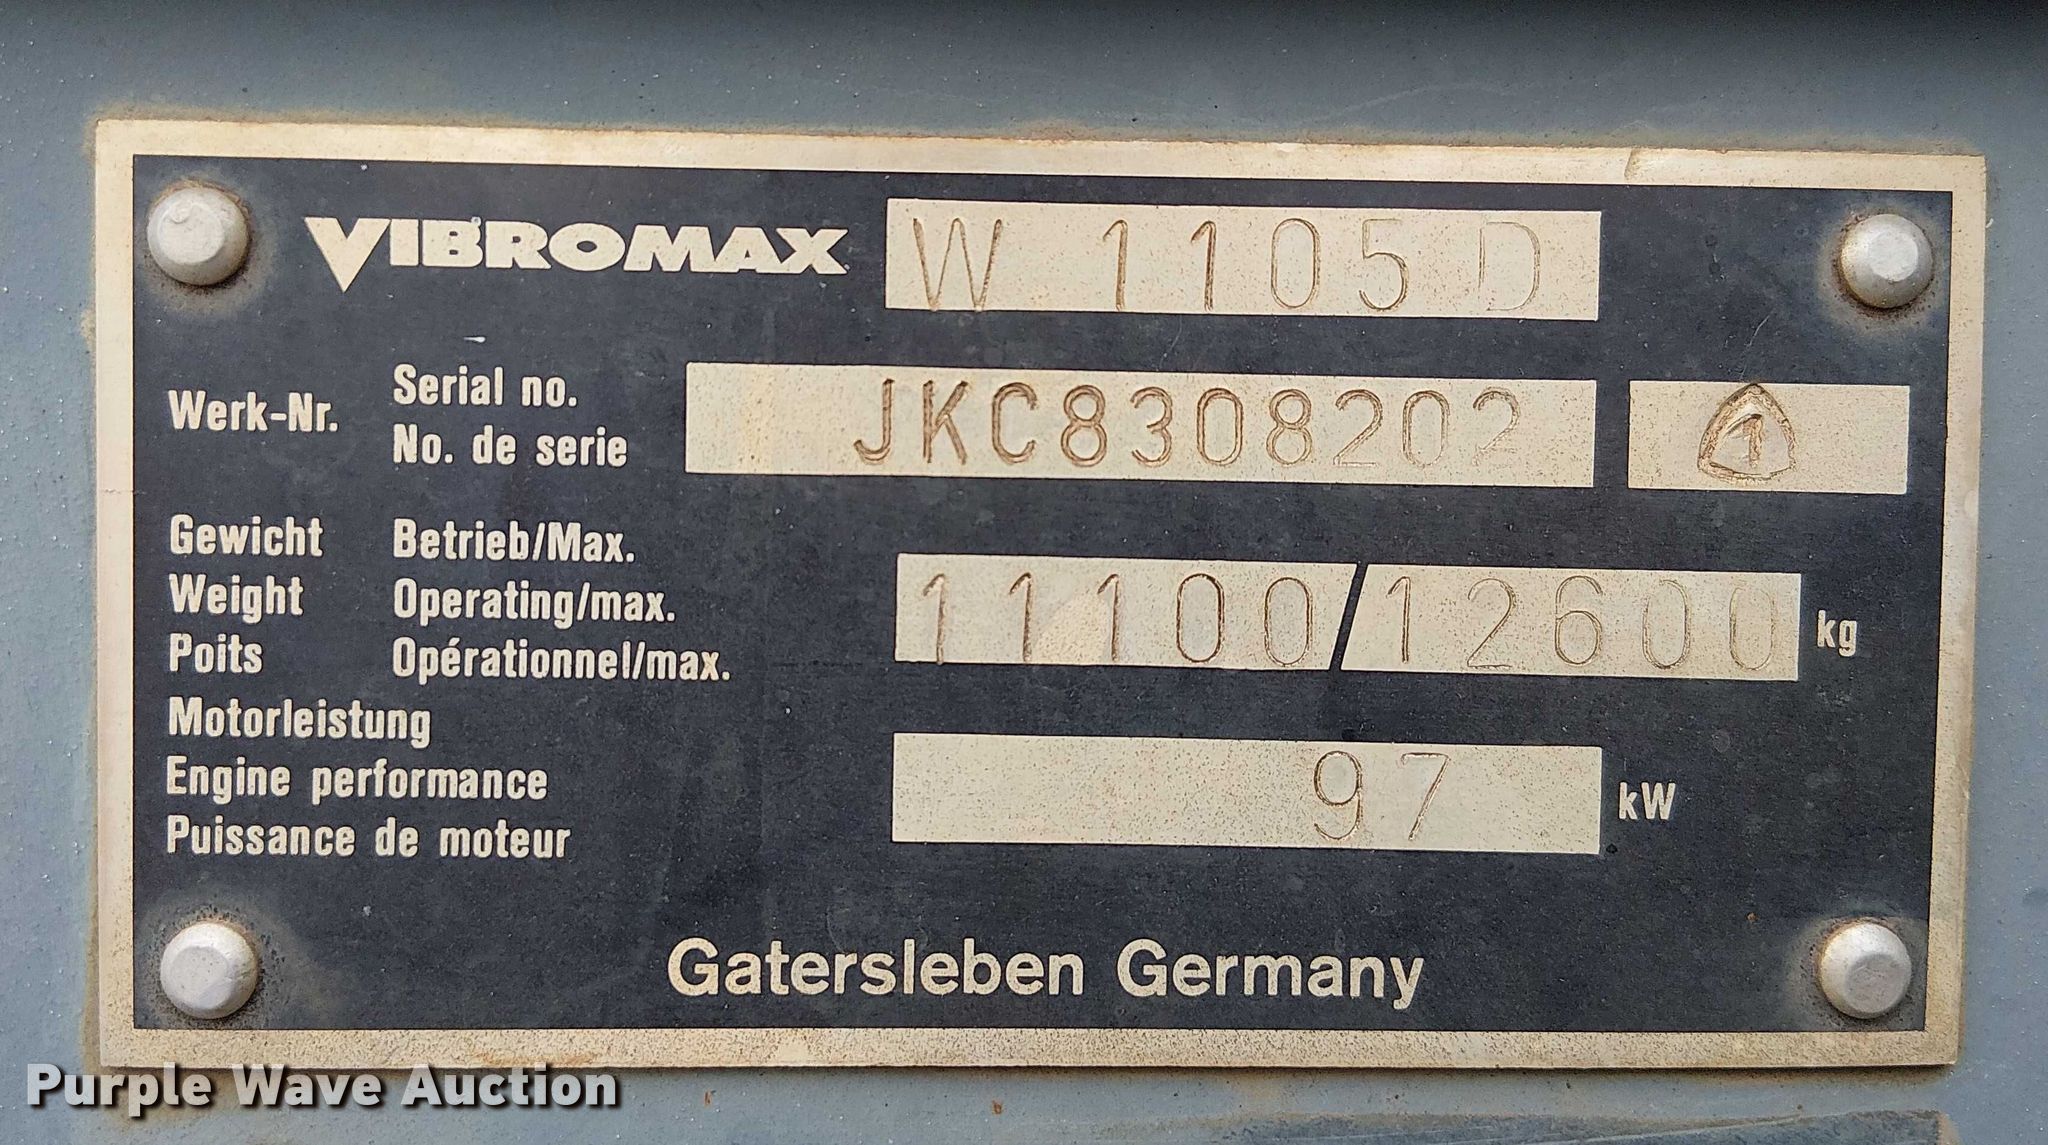 VIBROMAX W 1105 D
Werk-Nr. Serial no. No. de serie JKC8308202 1
Gewicht Betrieb/Max.
Weight Operating/max. 11100/12600 kg
Poits Opérationnel/max.
Motorleistung
Engine performance 97 kW
Puissance de moteur
Gatersleben Germany
Purple Wave Auction